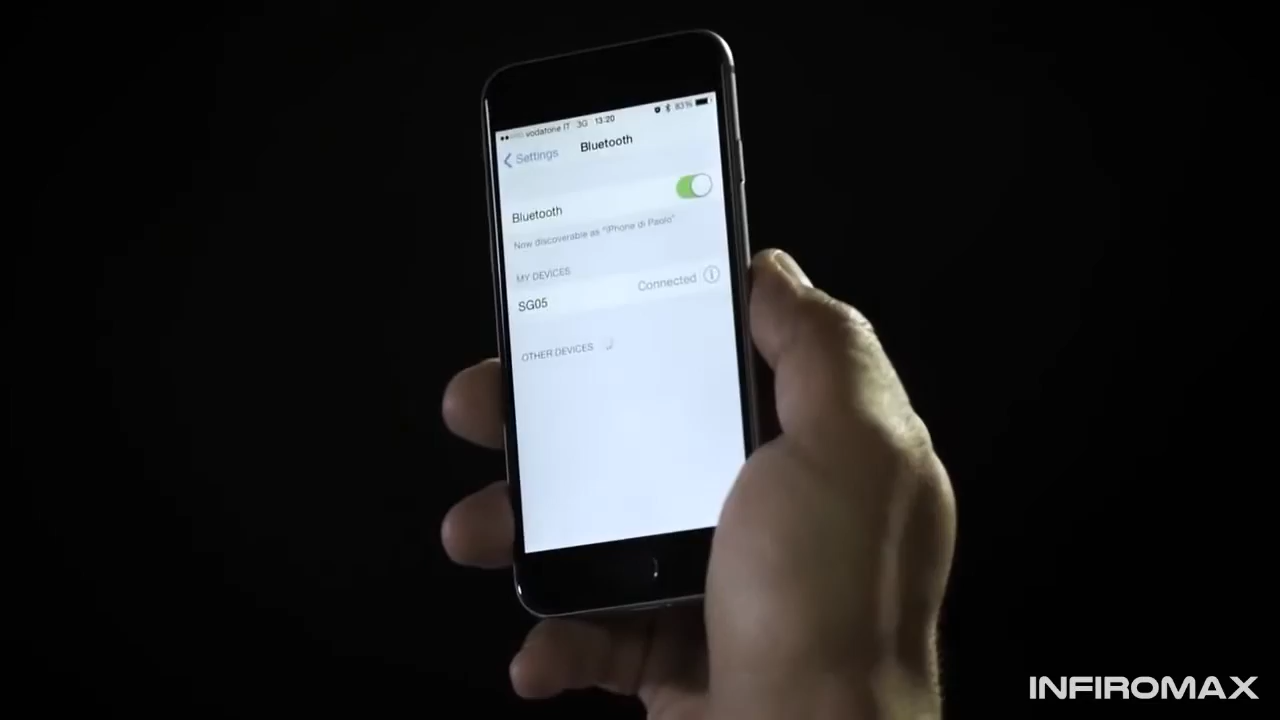 vodafone IT 3G 13:20 83%
Settings Bluetooth
Bluetooth
Now discoverable as "iPhone di Paolo"
MY DEVICES
SG05 Connected
OTHER DEVICES
INFIROMAX